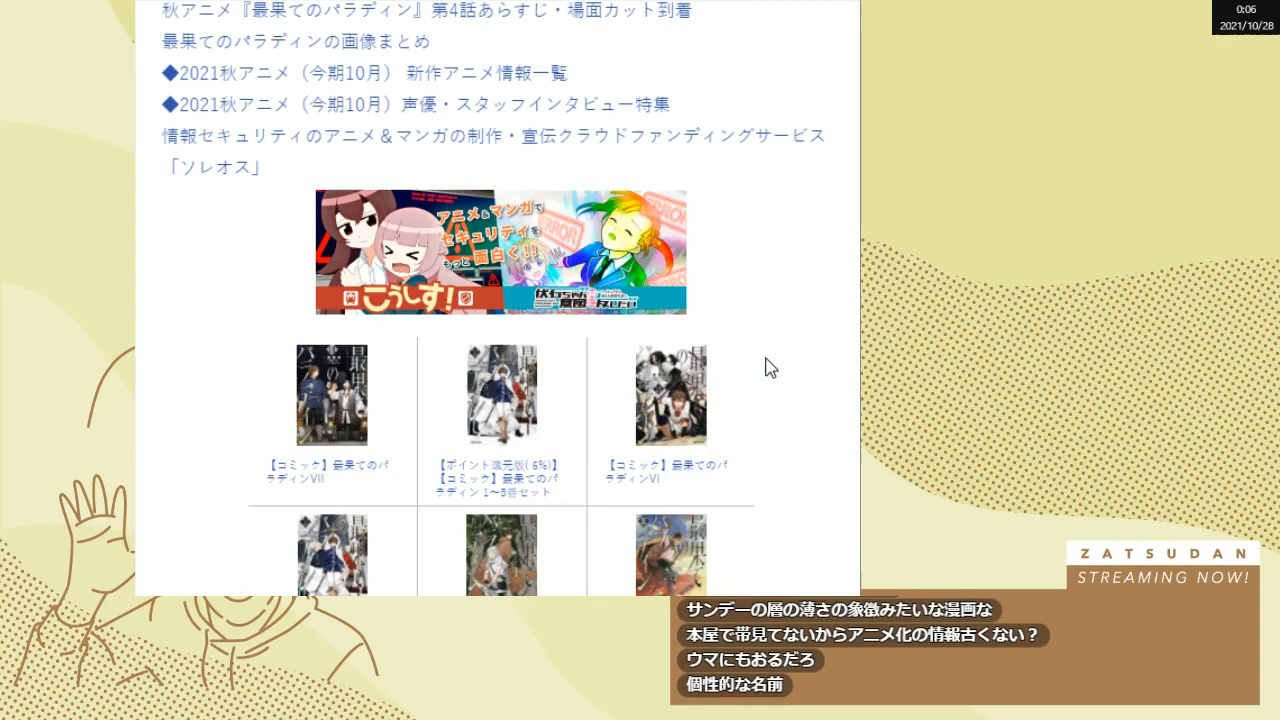 0:06
2021/10/28
秋アニメ『最果てのパラディン』第4話あらすじ・場面カット到着
最果てのパラディンの画像まとめ
◆2021秋アニメ（今期10月） 新作アニメ情報一覧
◆2021秋アニメ（今期10月）声優・スタッフインタビュー特集
情報セキュリティのアニメ＆マンガの制作・宣伝クラウドファンディングサービス
「ソレオス」
アニメ&マンガで
セキュリティを
もっと面白く!!
ERROR!
こうしす!
【コミック】最果てのパ
ラディンVII
【ポイント還元版( 6%)】
【コミック】最果てのパ
ラディン 1～5巻セット
【コミック】最果てのパ
ラディンVI
ZATSUDAN
STREAMING NOW!
サンデーの層の薄さの象徴みたいな漫画な
本屋で帯見てないからアニメ化の情報古くない？
ウマにもおるだろ
個性的な名前